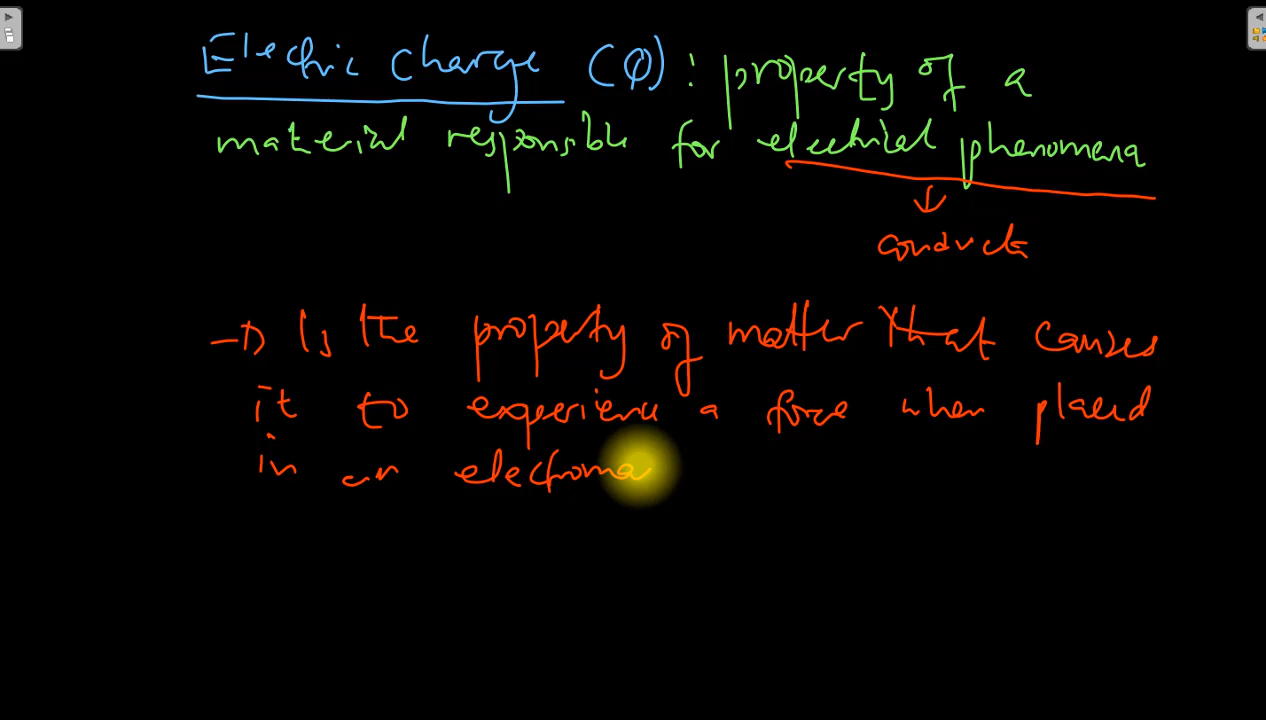 Electric charge (Q) : property of a
material responsible for electrical phenomena
conducts
→ Is the property of matter that causes
it to experience a force when placed
in an electroma